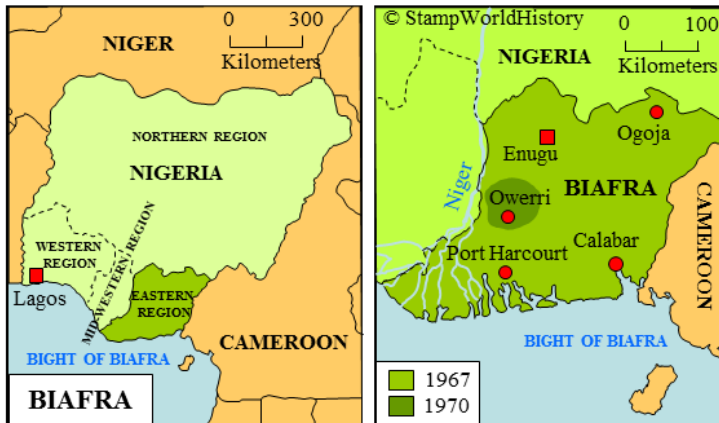 0 300
Kilometers
NIGER
NORTHERN REGION
NIGERIA
WESTERN
REGION
MID WESTERN REGION
EASTERN
REGION
Lagos
CAMEROON
BIGHT OF BIAFRA
BIAFRA
© StampWorldHistory
0 100
Kilometers
NIGERIA
Ogoja
Enugu
Niger
BIAFRA
Owerri
CAMEROON
Calabar
Port Harcourt
BIGHT OF BIAFRA
1967
1970